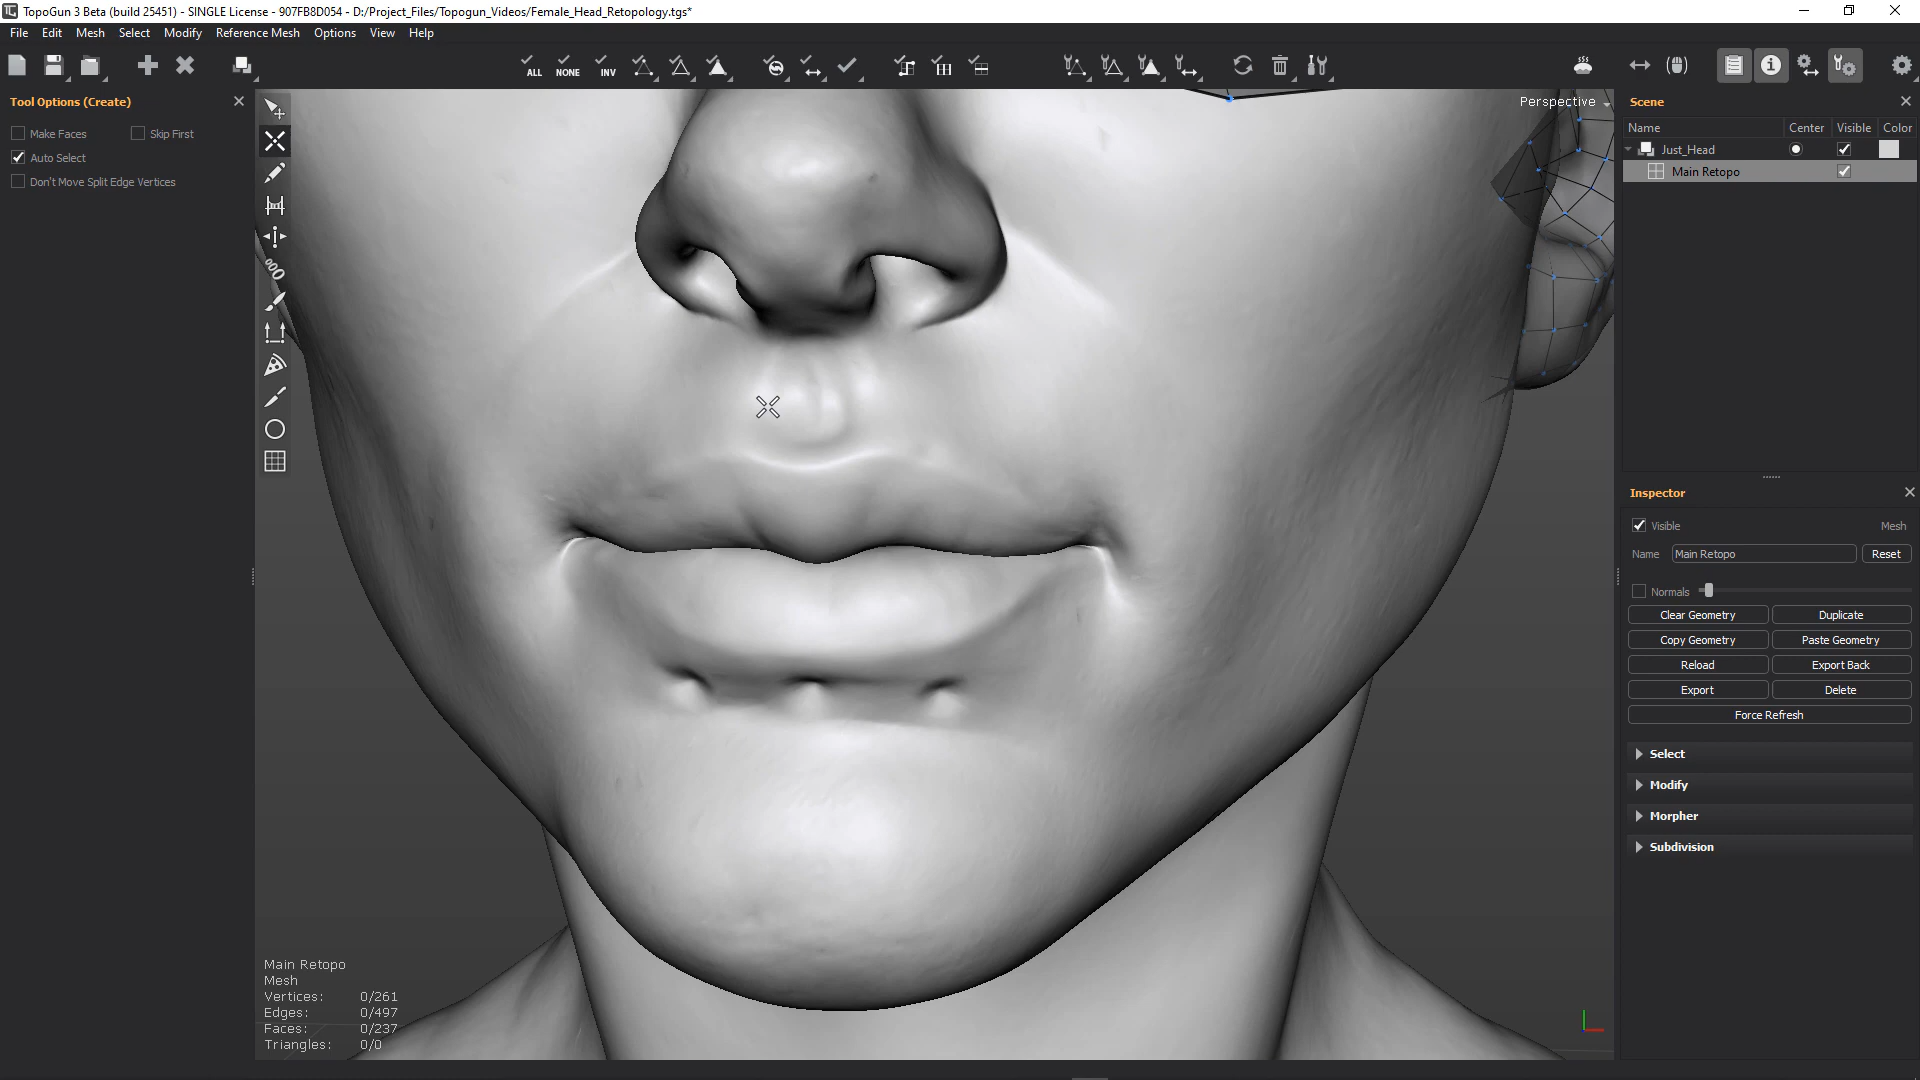 TopoGun 3 Beta (build 25451) - SINGLE License - 907FB8D054 - D:/Project_Files/Topogun_Videos/Female_Head_Retopology.tgs*
File Edit Mesh Select Modify Reference Mesh Options View Help
ALL NONE INV
Tool Options (Create)
Make Faces Skip First
Auto Select
Don't Move Split Edge Vertices
Perspective
Scene
Name Center Visible Color
Just_Head
Main Retopo
Inspector
Visible Mesh
Name Main Retopo Reset
Normals
Clear Geometry Duplicate
Copy Geometry Paste Geometry
Reload Export Back
Export Delete
Force Refresh
Select
Modify
Morpher
Subdivision
Main Retopo
Mesh
Vertices: 0/261
Edges: 0/497
Faces: 0/237
Triangles: 0/0